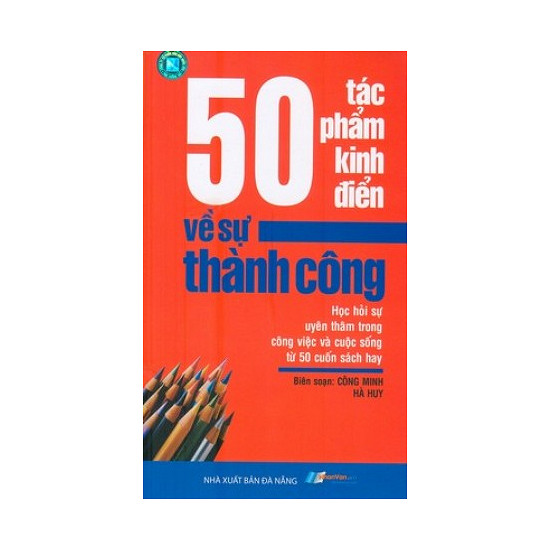 50
tác
phẩm
kinh
điển
về sự
thành công
Học hỏi sự
uyên thâm trong
công việc và cuộc sống
từ 50 cuốn sách hay
Biên soạn: CÔNG MINH
HÀ HUY
NHÀ XUẤT BẢN ĐÀ NẴNG